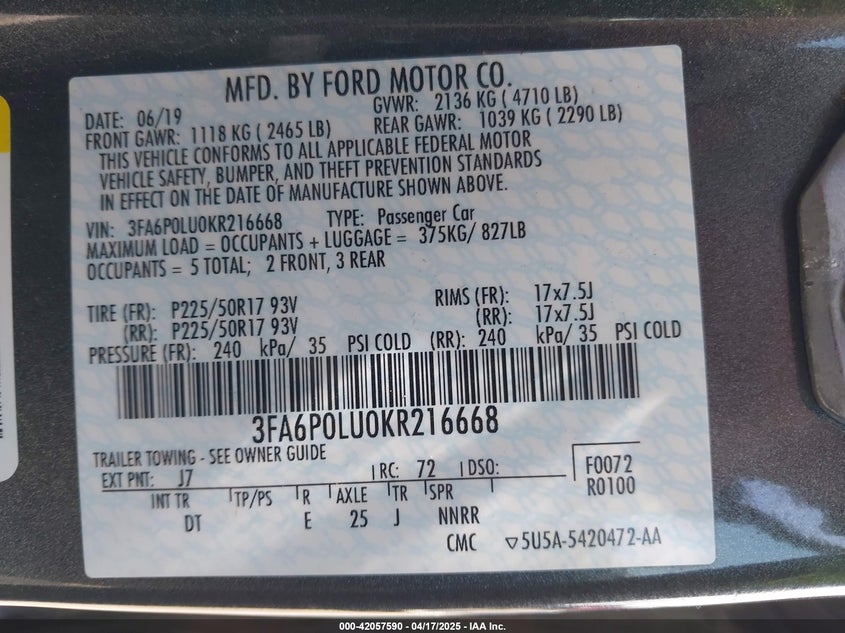 MFD. BY FORD MOTOR CO.
DATE: 06/19 GVWR: 2136 KG ( 4710 LB)
FRONT GAWR: 1118 KG ( 2465 LB) REAR GAWR: 1039 KG ( 2290 LB)
THIS VEHICLE CONFORMS TO ALL APPLICABLE FEDERAL MOTOR
VEHICLE SAFETY, BUMPER, AND THEFT PREVENTION STANDARDS
IN EFFECT ON THE DATE OF MANUFACTURE SHOWN ABOVE.
VIN: 3FA6P0LU0KR216668 TYPE: Passenger Car
MAXIMUM LOAD = OCCUPANTS + LUGGAGE = 375KG/ 827LB
OCCUPANTS = 5 TOTAL; 2 FRONT, 3 REAR
TIRE (FR): P225/50R17 93V RIMS (FR): 17x7.5J
(RR): P225/50R17 93V (RR): 17x7.5J
PRESSURE (FR): 240 kPa/ 35 PSI COLD (RR): 240 kPa/ 35 PSI COLD
3FA6P0LU0KR216668
TRAILER TOWING - SEE OWNER GUIDE
EXT PNT: J7 RC: 72 DSO: F0072
INT TR TP/PS R AXLE TR SPR R0100
DT E 25 J NNRR
CMC ▽5U5A-5420472-AA
000-42057590 - 04/17/2025 - IAA Inc.